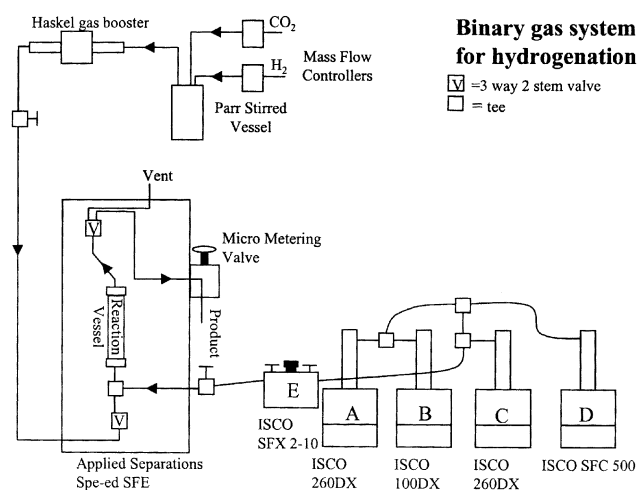 Haskel gas booster
CO2
H2
Mass Flow
Controllers
Parr Stirred
Vessel
Binary gas system
for hydrogenation
V =3 way 2 stem valve
= tee
Vent
V
Micro Metering
Valve
Reaction
Vessel
Product
V
E
ISCO
SFX 2-10
A
B
C
D
ISCO
260DX
ISCO
100DX
ISCO
260DX
ISCO SFC 500
Applied Separations
Spe-ed SFE